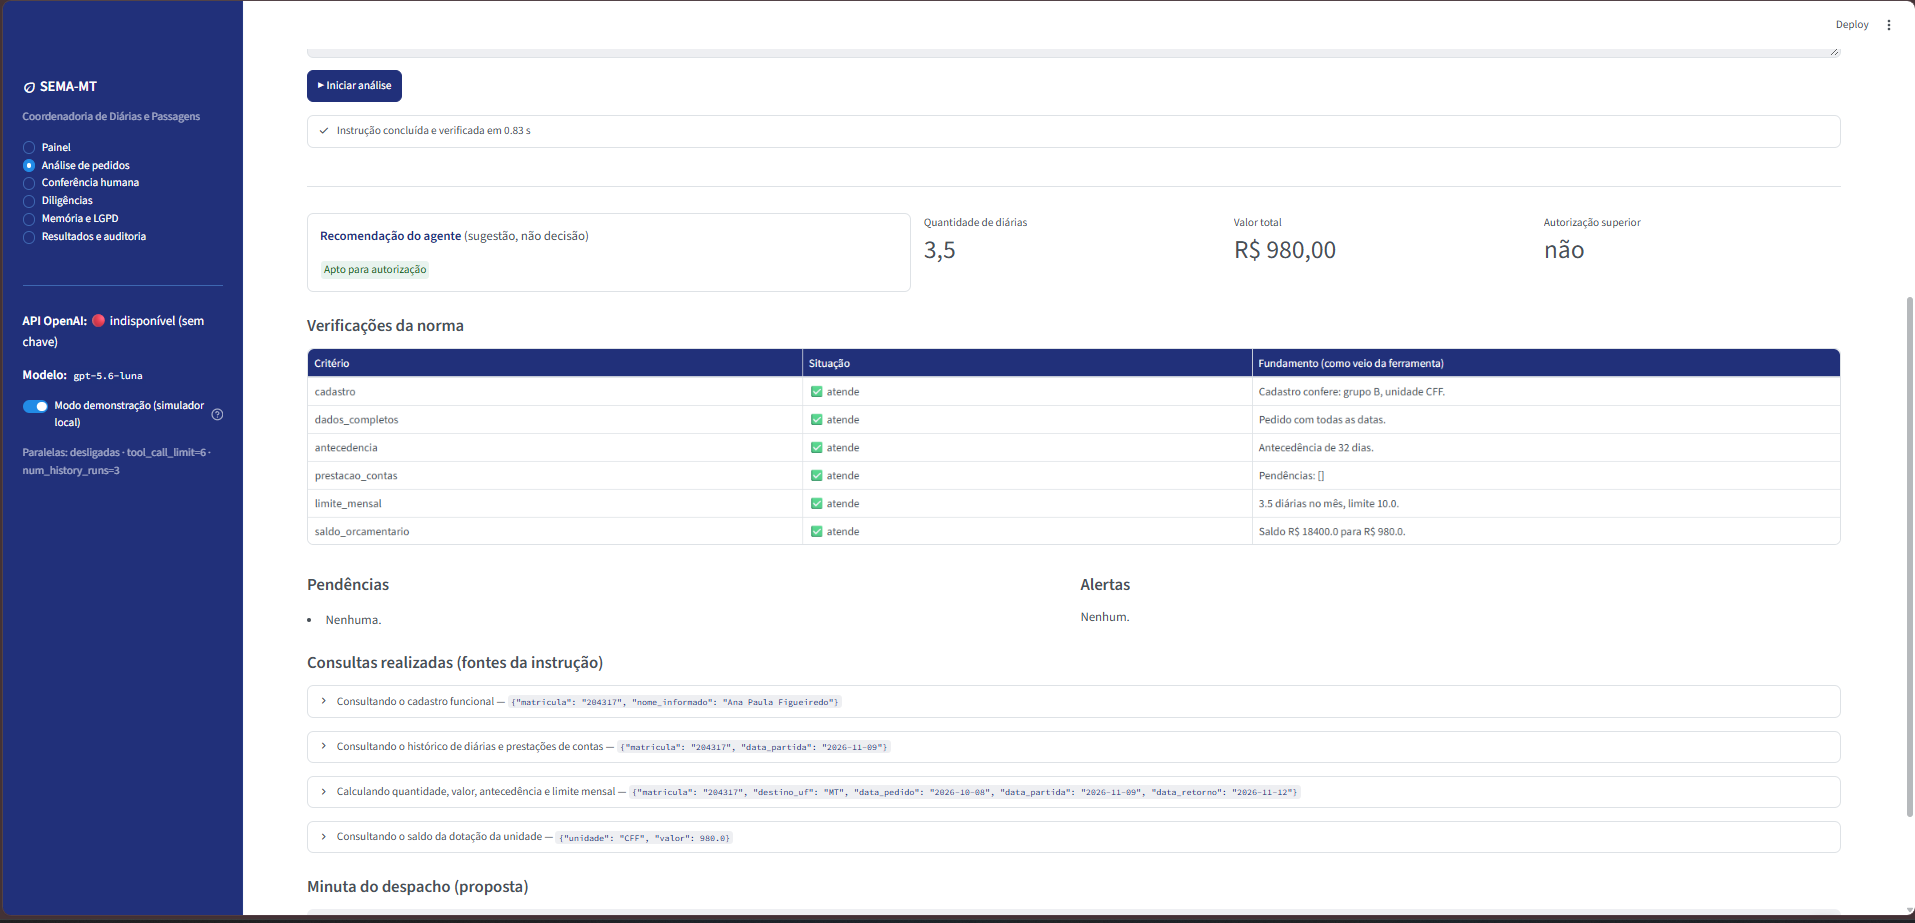 Deploy
SEMA-MT
Coordenadoria de Diárias e Passagens
Painel
Análise de pedidos
Conferência humana
Diligências
Memória e LGPD
Resultados e auditoria
API OpenAI: 🔴 indisponível (sem
chave)
Modelo: gpt-5.6-luna
Modo demonstração (simulador
local)
Paralelas: desligadas · tool_call_limit=6 ·
num_history_runs=3
Iniciar análise
Instrução concluída e verificada em 0.83 s
Recomendação do agente (sugestão, não decisão)
Apto para autorização
Quantidade de diárias
3,5
Valor total
R$ 980,00
Autorização superior
não
Verificações da norma
Critério Situação Fundamento (como veio da ferramenta)
cadastro ✅ atende Cadastro confere: grupo B, unidade CFF.
dados_completos ✅ atende Pedido com todas as datas.
antecedencia ✅ atende Antecedência de 32 dias.
prestacao_contas ✅ atende Pendências: []
limite_mensal ✅ atende 3.5 diárias no mês, limite 10.0.
saldo_orcamentario ✅ atende Saldo R$ 18400.0 para R$ 980.0.
Pendências
• Nenhuma.
Alertas
Nenhum.
Consultas realizadas (fontes da instrução)
Consultando o cadastro funcional — {"matricula": "204317", "nome_informado": "Ana Paula Figueiredo"}
Consultando o histórico de diárias e prestações de contas — {"matricula": "204317", "data_partida": "2026-11-09"}
Calculando quantidade, valor, antecedência e limite mensal — {"matricula": "204317", "destino_uf": "MT", "data_pedido": "2026-10-08", "data_partida": "2026-11-09", "data_retorno": "2026-11-12"}
Consultando o saldo da dotação da unidade — {"unidade": "CFF", "valor": 980.0}
Minuta do despacho (proposta)